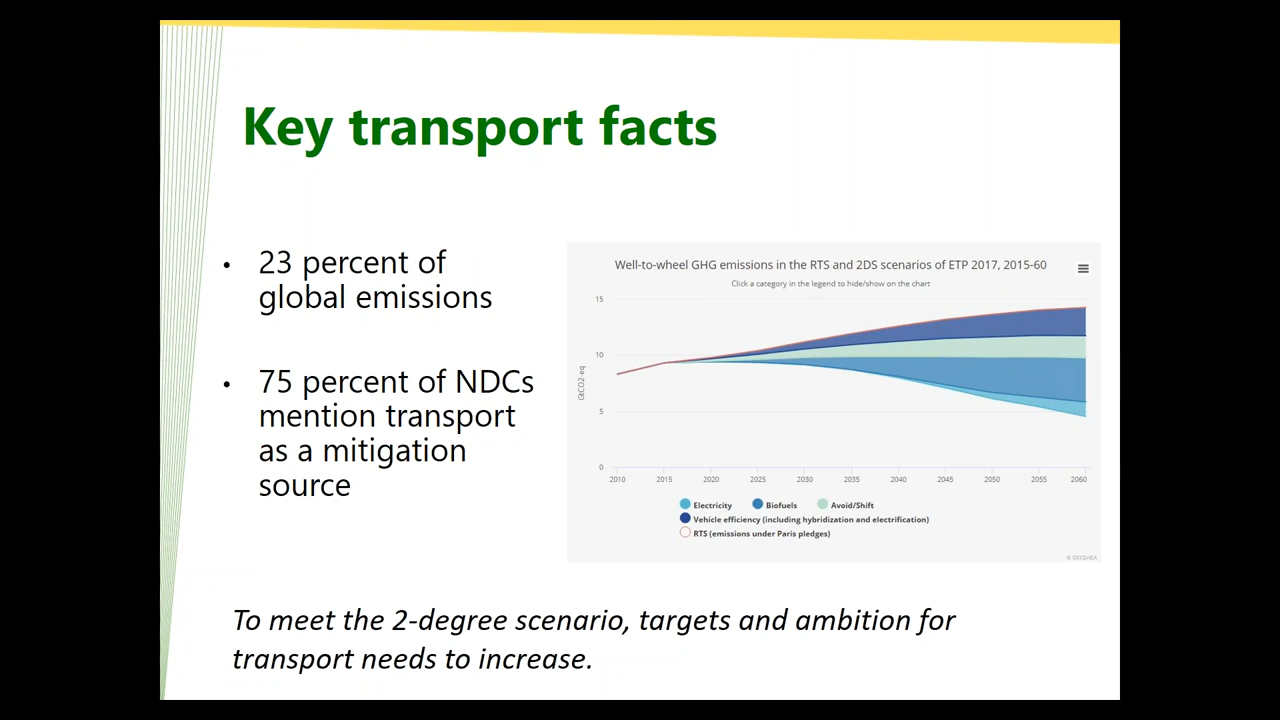 Key transport facts
• 23 percent of
global emissions
• 75 percent of NDCs
mention transport
as a mitigation
source
Well-to-wheel GHG emissions in the RTS and 2DS scenarios of ETP 2017, 2015-60
Click a category in the legend to hide/show on the chart
GtCO2-eq
15
10
5
0
2010 2015 2020 2025 2030 2035 2040 2045 2050 2055 2060
Electricity Biofuels Avoid/Shift
Vehicle efficiency (including hybridization and electrification)
RTS (emissions under Paris pledges)
© OECD/IEA
To meet the 2-degree scenario, targets and ambition for
transport needs to increase.